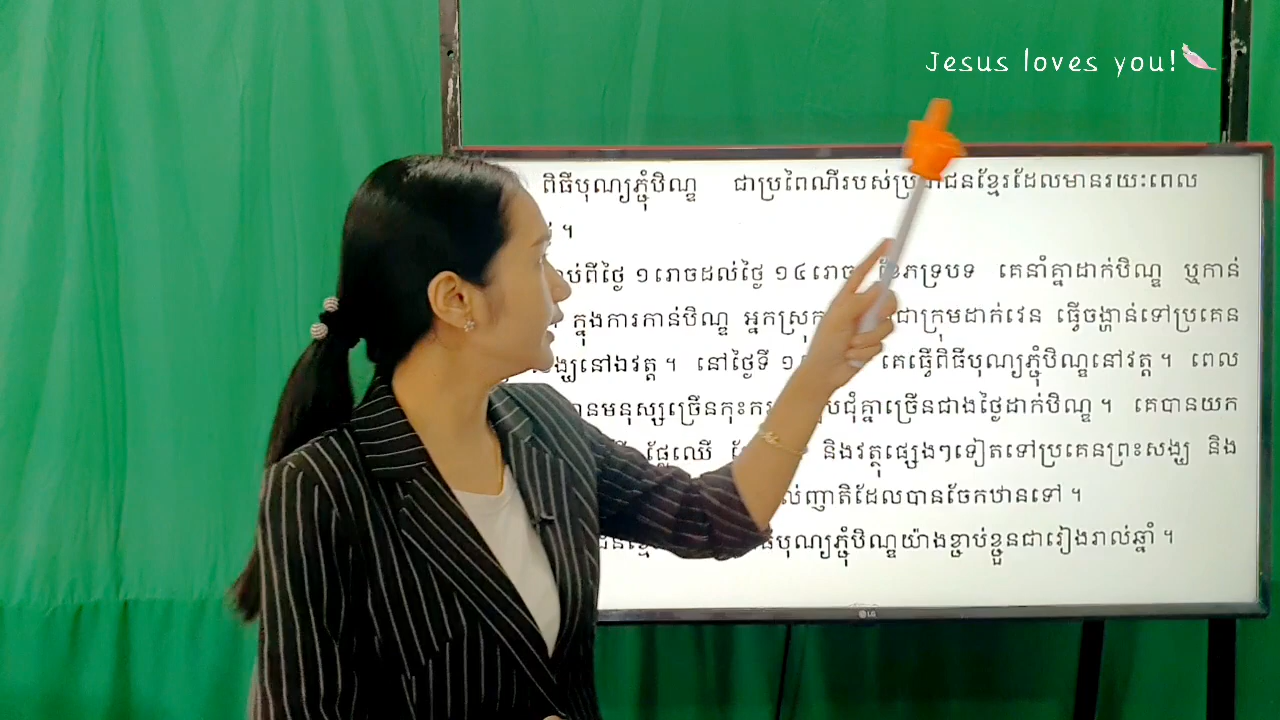 Jesus loves you!
ពិធីបុណ្យភ្ជុំបិណ្ឌ ជាប្រពៃណីរបស់ប្រជាជនខ្មែរដែលមានរយៈពេល
។
ពីថ្ងៃ ១រោចដល់ថ្ងៃ ១៤រោច ខែភទ្របទ គេនាំគ្នាដាក់បិណ្ឌ ឬកាន់
ក្នុងការកាន់បិណ្ឌ អ្នកស្រុក ជាក្រុមដាក់វេន ធ្វើចង្ហាន់ទៅប្រគេន
នៅឯវត្ត ។ នៅថ្ងៃទី គេធ្វើពិធីបុណ្យភ្ជុំបិណ្ឌនៅវត្ត ។ ពេល
មនុស្សច្រើនកុះករ ជុំគ្នាច្រើនជាងថ្ងៃដាក់បិណ្ឌ ។ គេបានយក
ផ្លែឈើ និងវត្ថុផ្សេងៗទៀតទៅប្រគេនព្រះសង្ឃ និង
ញាតិដែលបានចែកឋានទៅ ។
បុណ្យភ្ជុំបិណ្ឌយ៉ាងខ្ជាប់ខ្ជួនជារៀងរាល់ឆ្នាំ ។
LG